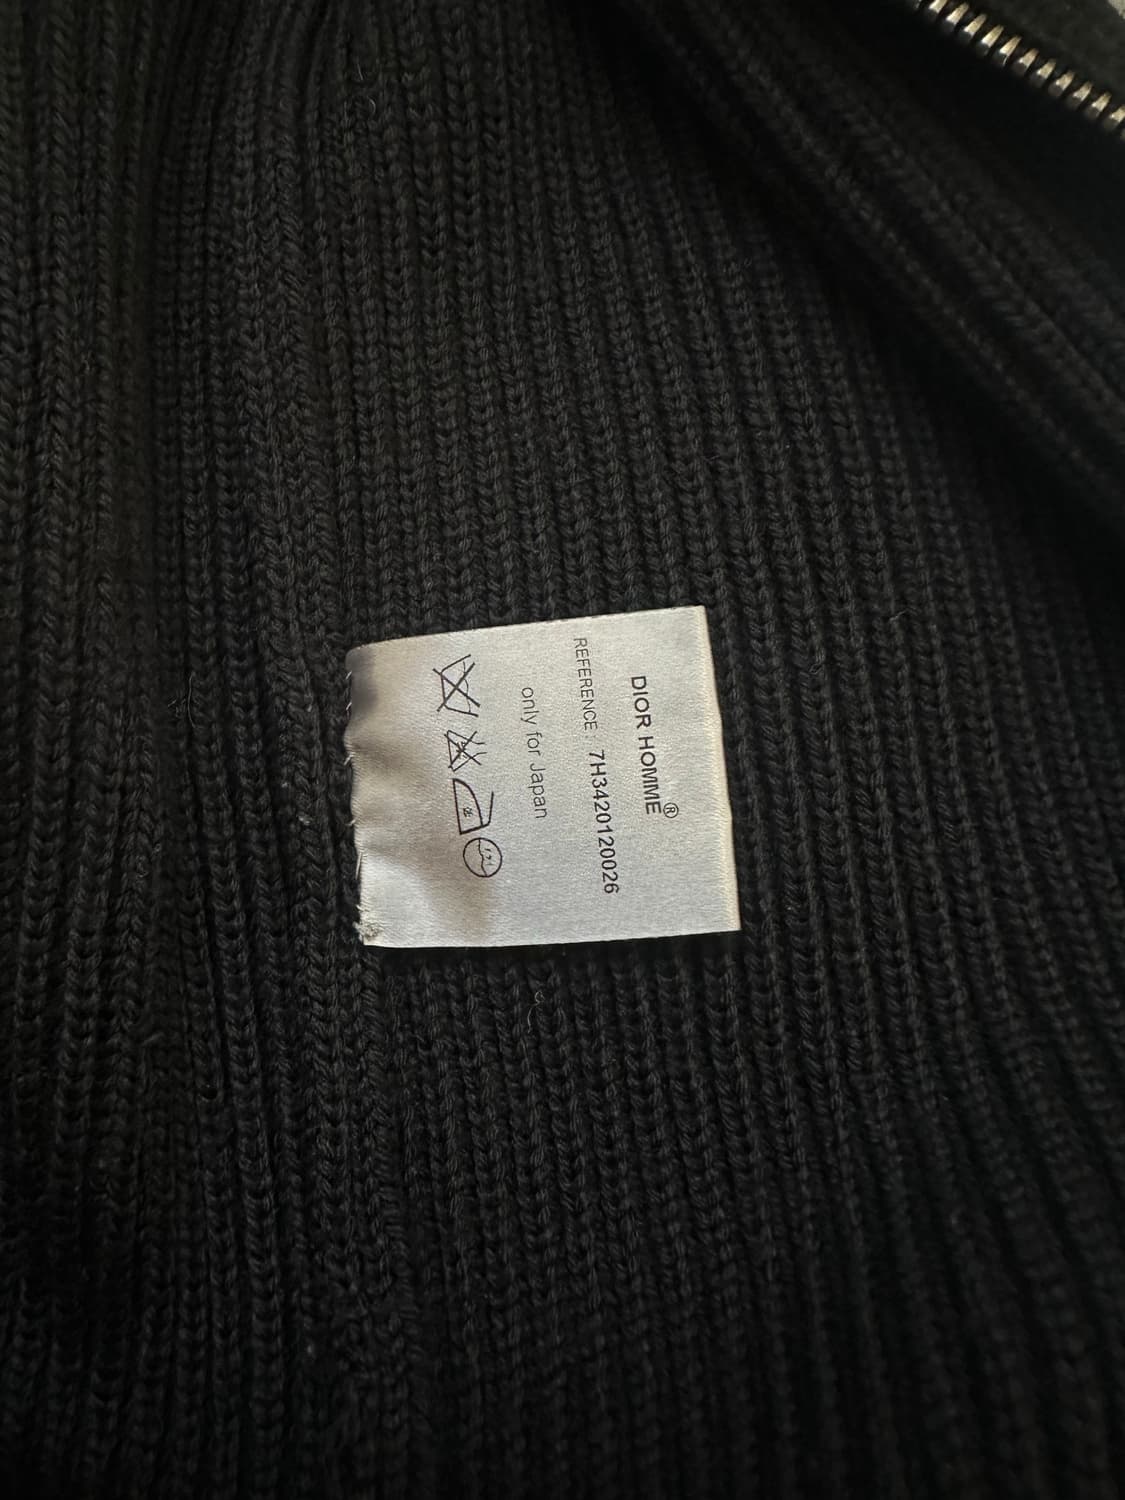 DIOR HOMME®
REFERENCE : 7H3420120026
only for Japan